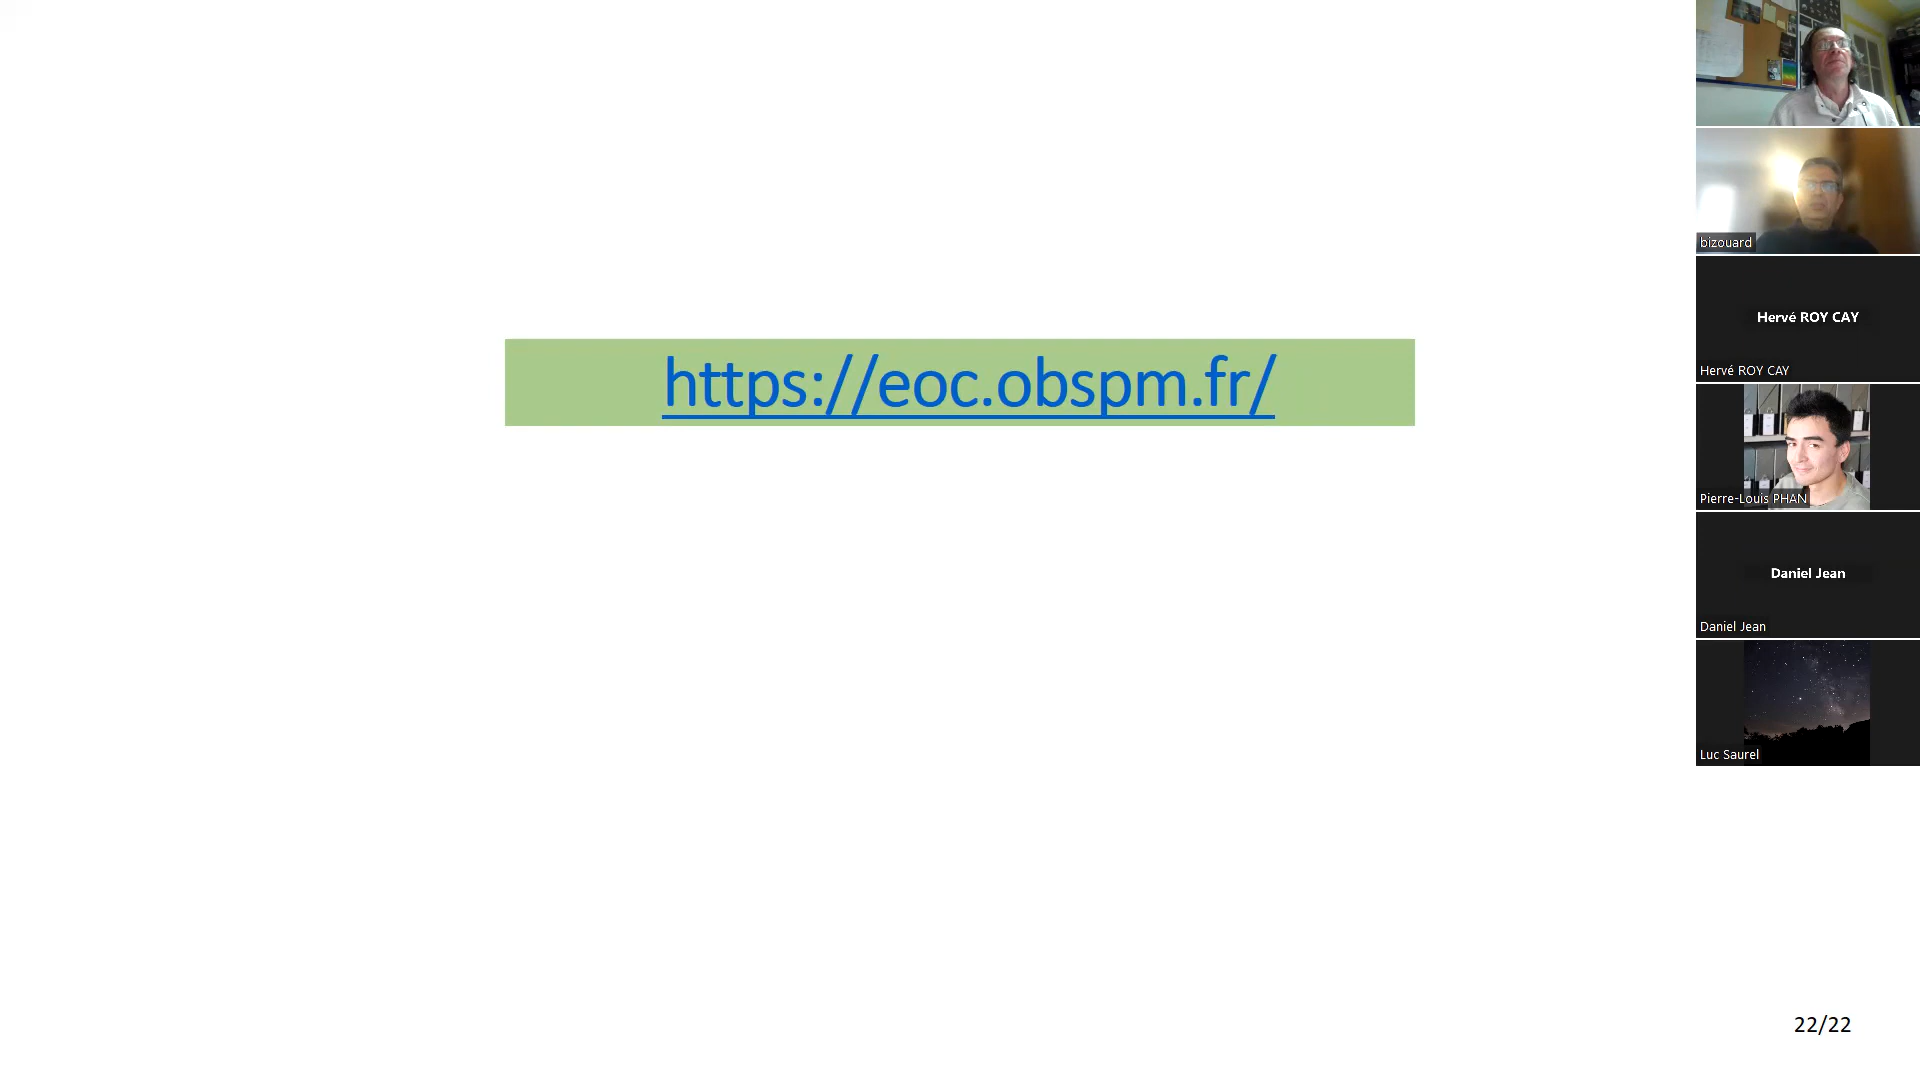 https://eoc.obspm.fr/
bizouard
Hervé ROY CAY
Hervé ROY CAY
Pierre-Louis PHAN
Daniel Jean
Daniel Jean
Luc Saurel
22/22